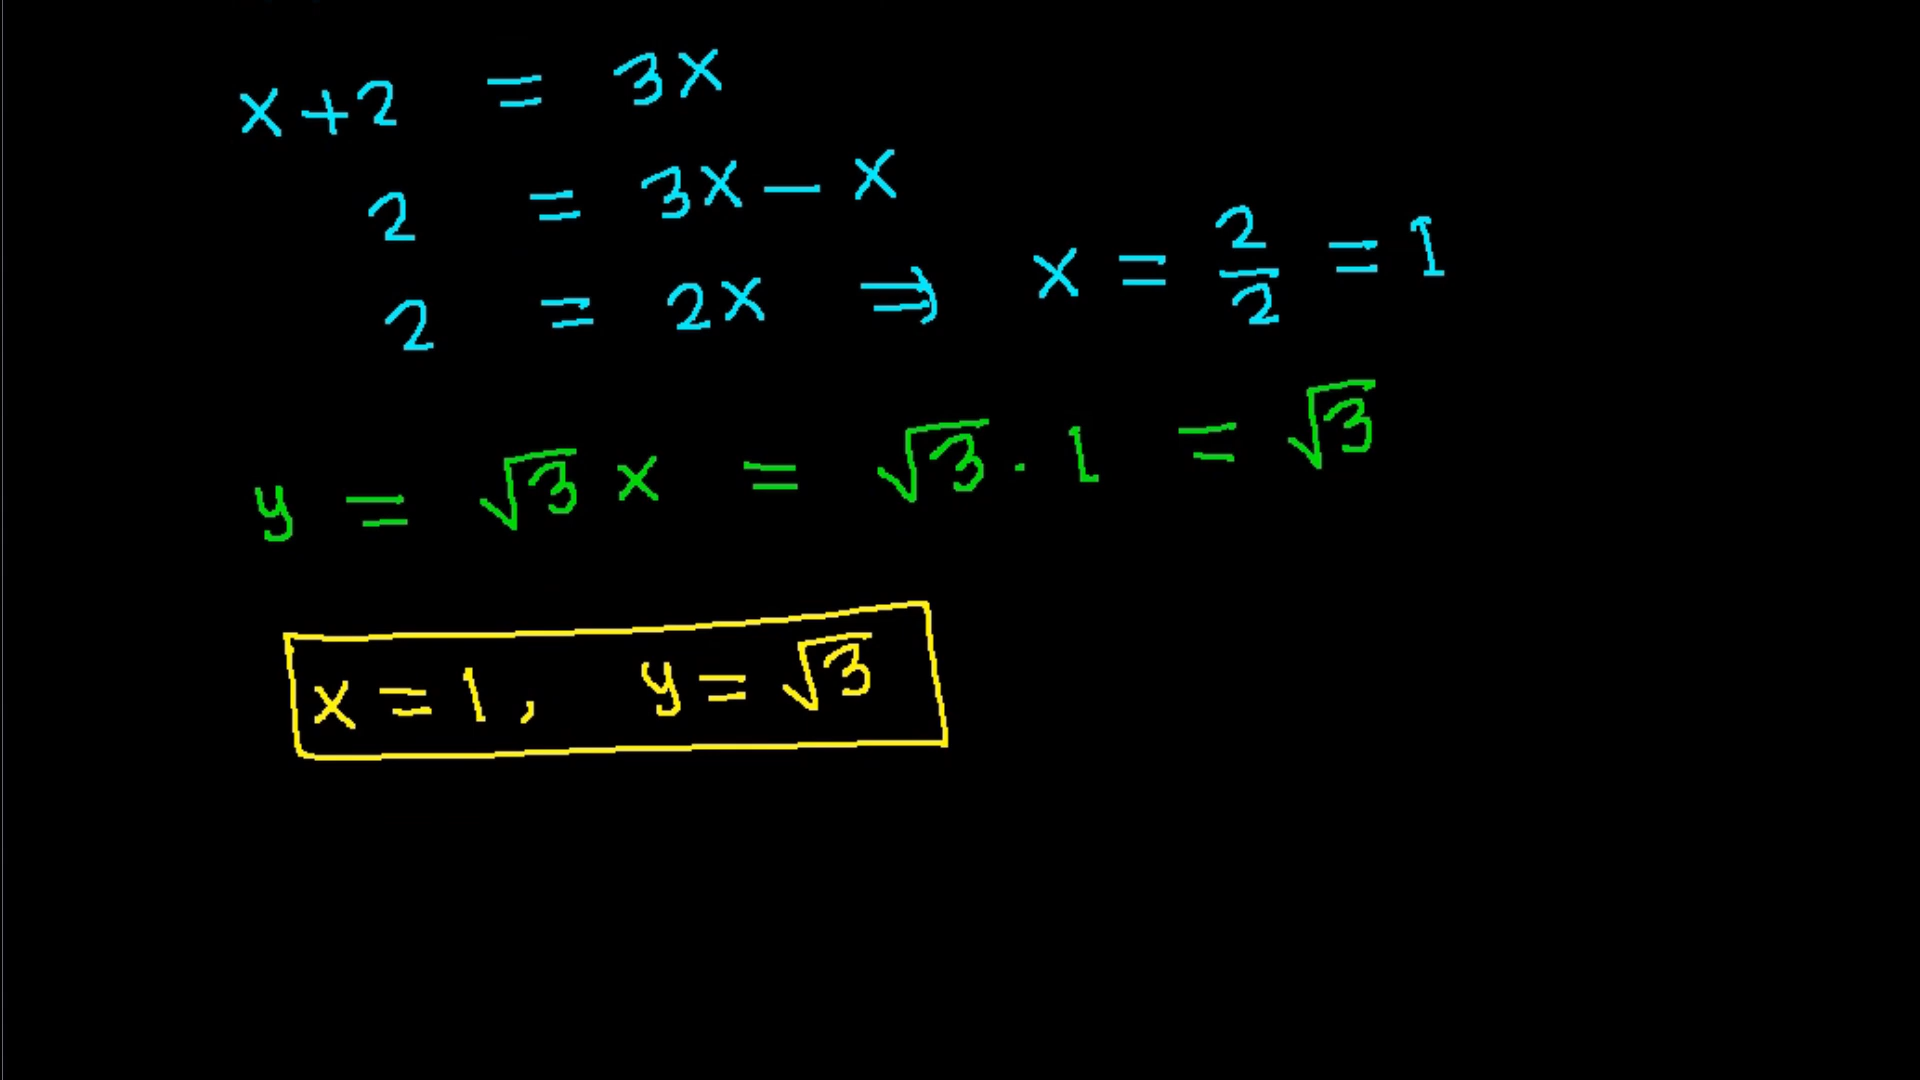 x+2 = 3x
2 = 3x − x
2 = 2x ⇒ x = 2/2 = 1
y = √3 x = √3 · 1 = √3
x = 1, y = √3